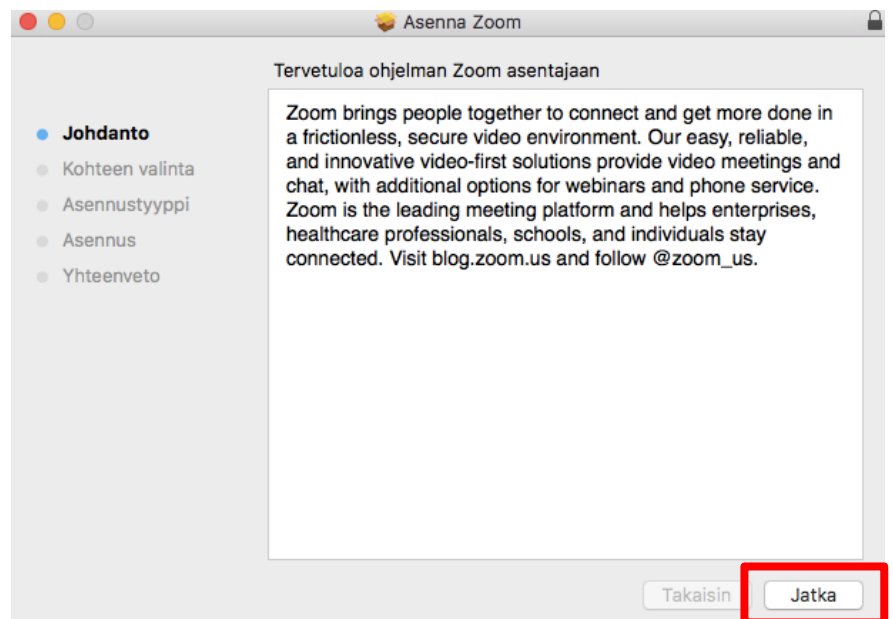 Asenna Zoom
Tervetuloa ohjelman Zoom asentajaan
Johdanto
Kohteen valinta
Asennustyyppi
Asennus
Yhteenveto
Zoom brings people together to connect and get more done in
a frictionless, secure video environment. Our easy, reliable,
and innovative video-first solutions provide video meetings and
chat, with additional options for webinars and phone service.
Zoom is the leading meeting platform and helps enterprises,
healthcare professionals, schools, and individuals stay
connected. Visit blog.zoom.us and follow @zoom_us.
Takaisin
Jatka